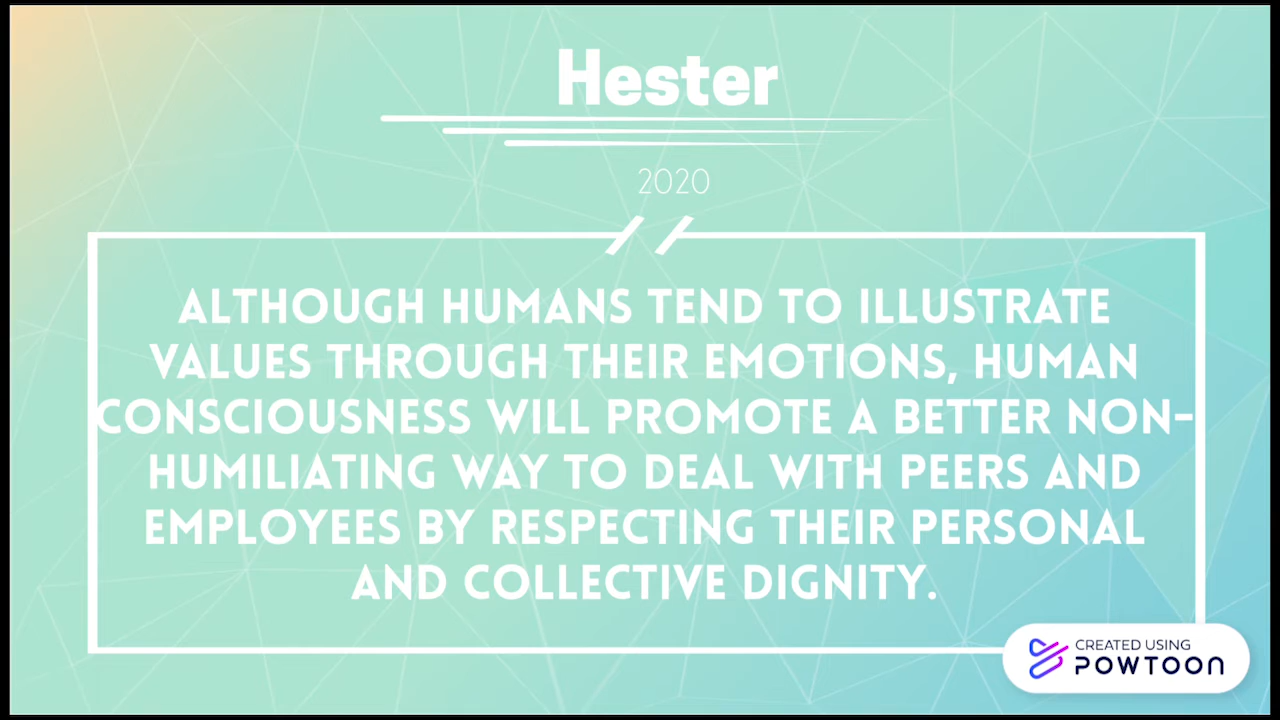 Hester
2020
ALTHOUGH HUMANS TEND TO ILLUSTRATE
VALUES THROUGH THEIR EMOTIONS, HUMAN
CONSCIOUSNESS WILL PROMOTE A BETTER NON-
HUMILIATING WAY TO DEAL WITH PEERS AND
EMPLOYEES BY RESPECTING THEIR PERSONAL
AND COLLECTIVE DIGNITY.
CREATED USING
POWTOON